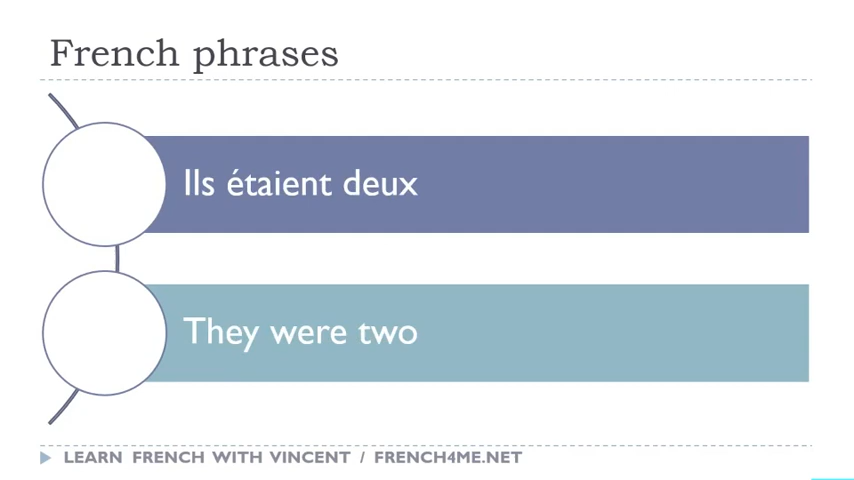 French phrases
Ils étaient deux
They were two
LEARN FRENCH WITH VINCENT / FRENCH4ME.NET